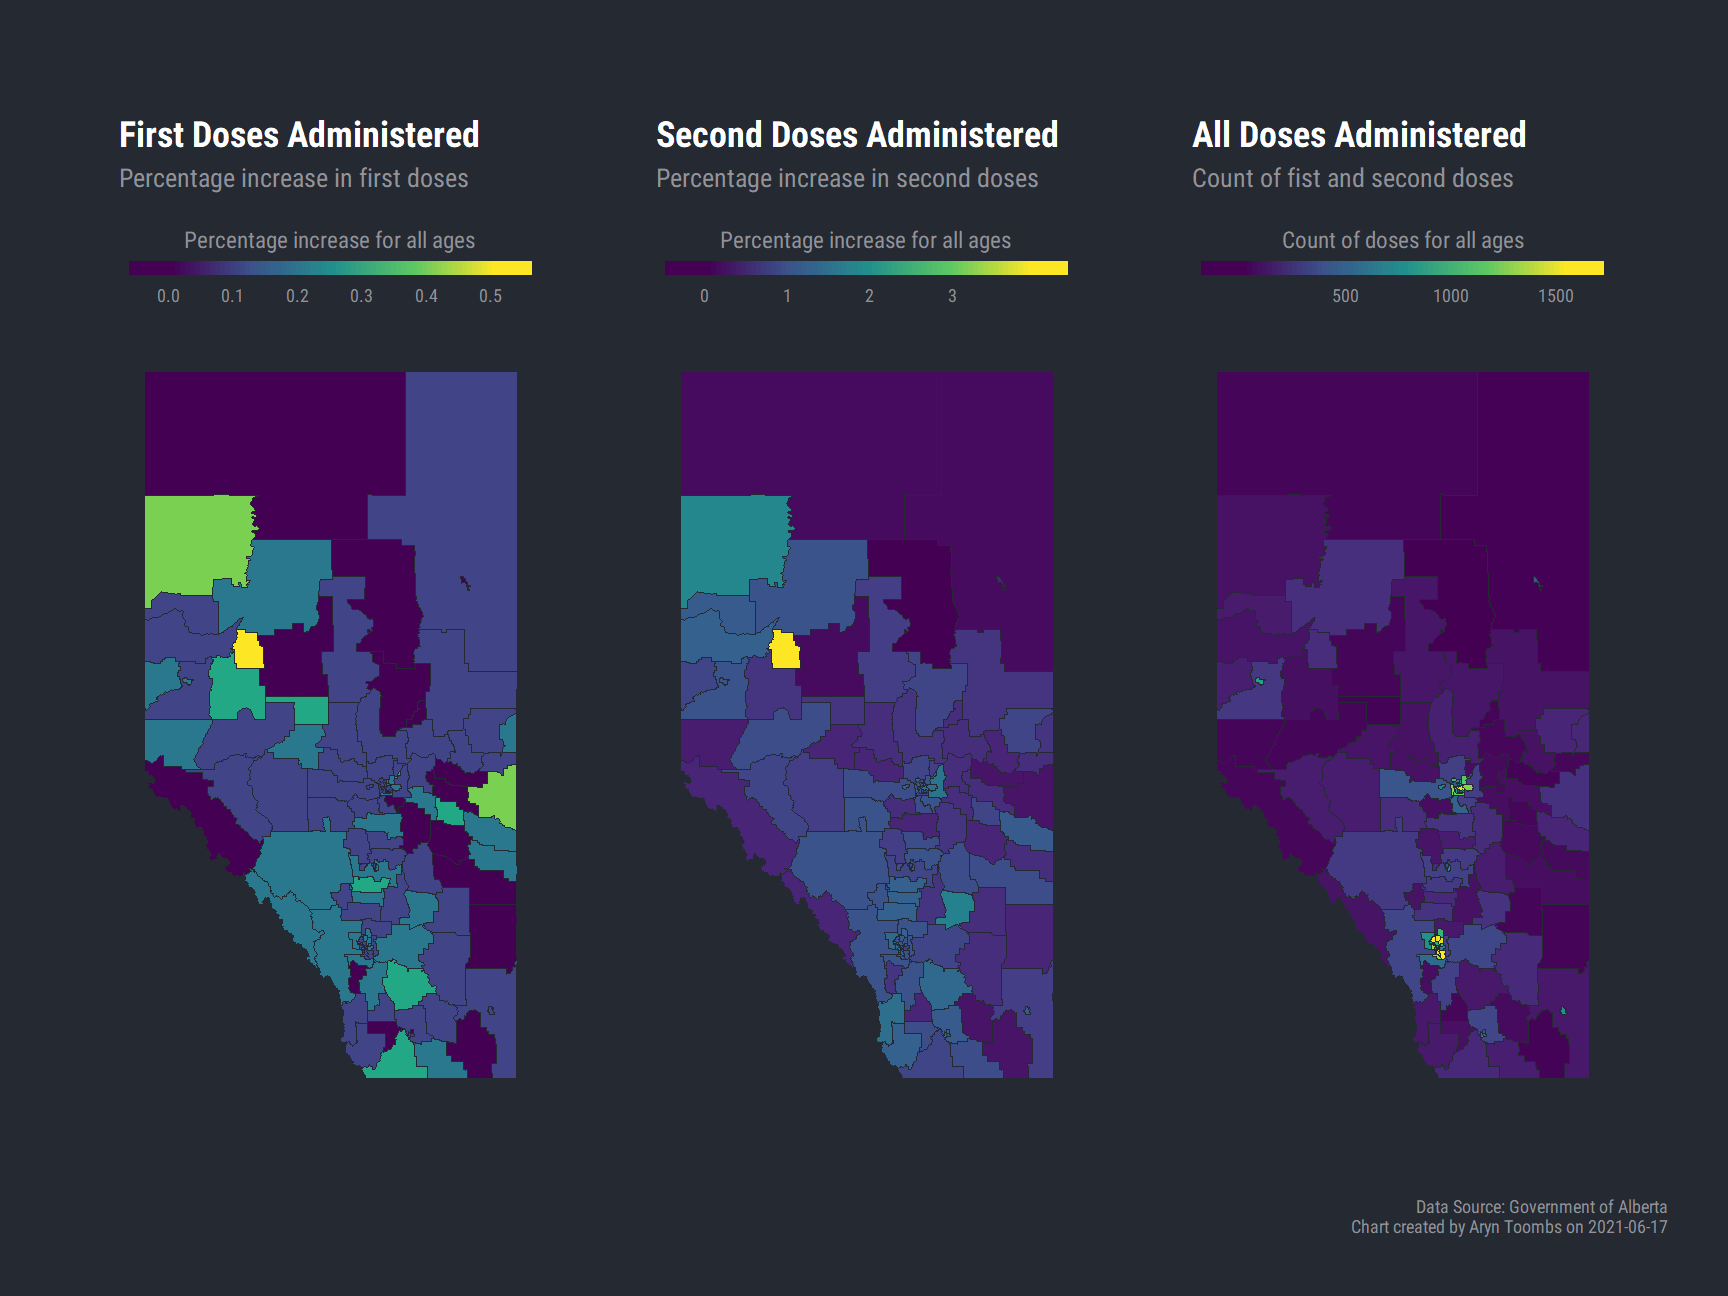 First Doses Administered
Percentage increase in first doses
Percentage increase for all ages
0.0 0.1 0.2 0.3 0.4 0.5
Second Doses Administered
Percentage increase in second doses
Percentage increase for all ages
0 1 2 3
All Doses Administered
Count of fist and second doses
Count of doses for all ages
500 1000 1500
Data Source: Government of Alberta
Chart created by Aryn Toombs on 2021-06-17